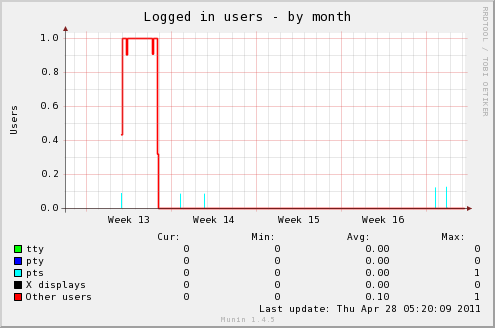 Logged in users - by month
RRDTOOL / TOBI OETIKER
Users
1.0
0.8
0.6
0.4
0.2
0.0
Week 13 Week 14 Week 15 Week 16
Cur: Min: Avg: Max:
tty 0 0 0.00 0
pty 0 0 0.00 0
pts 0 0 0.00 1
X displays 0 0 0.00 0
Other users 0 0 0.10 1
Last update: Thu Apr 28 05:20:09 2011
Munin 1.4.5